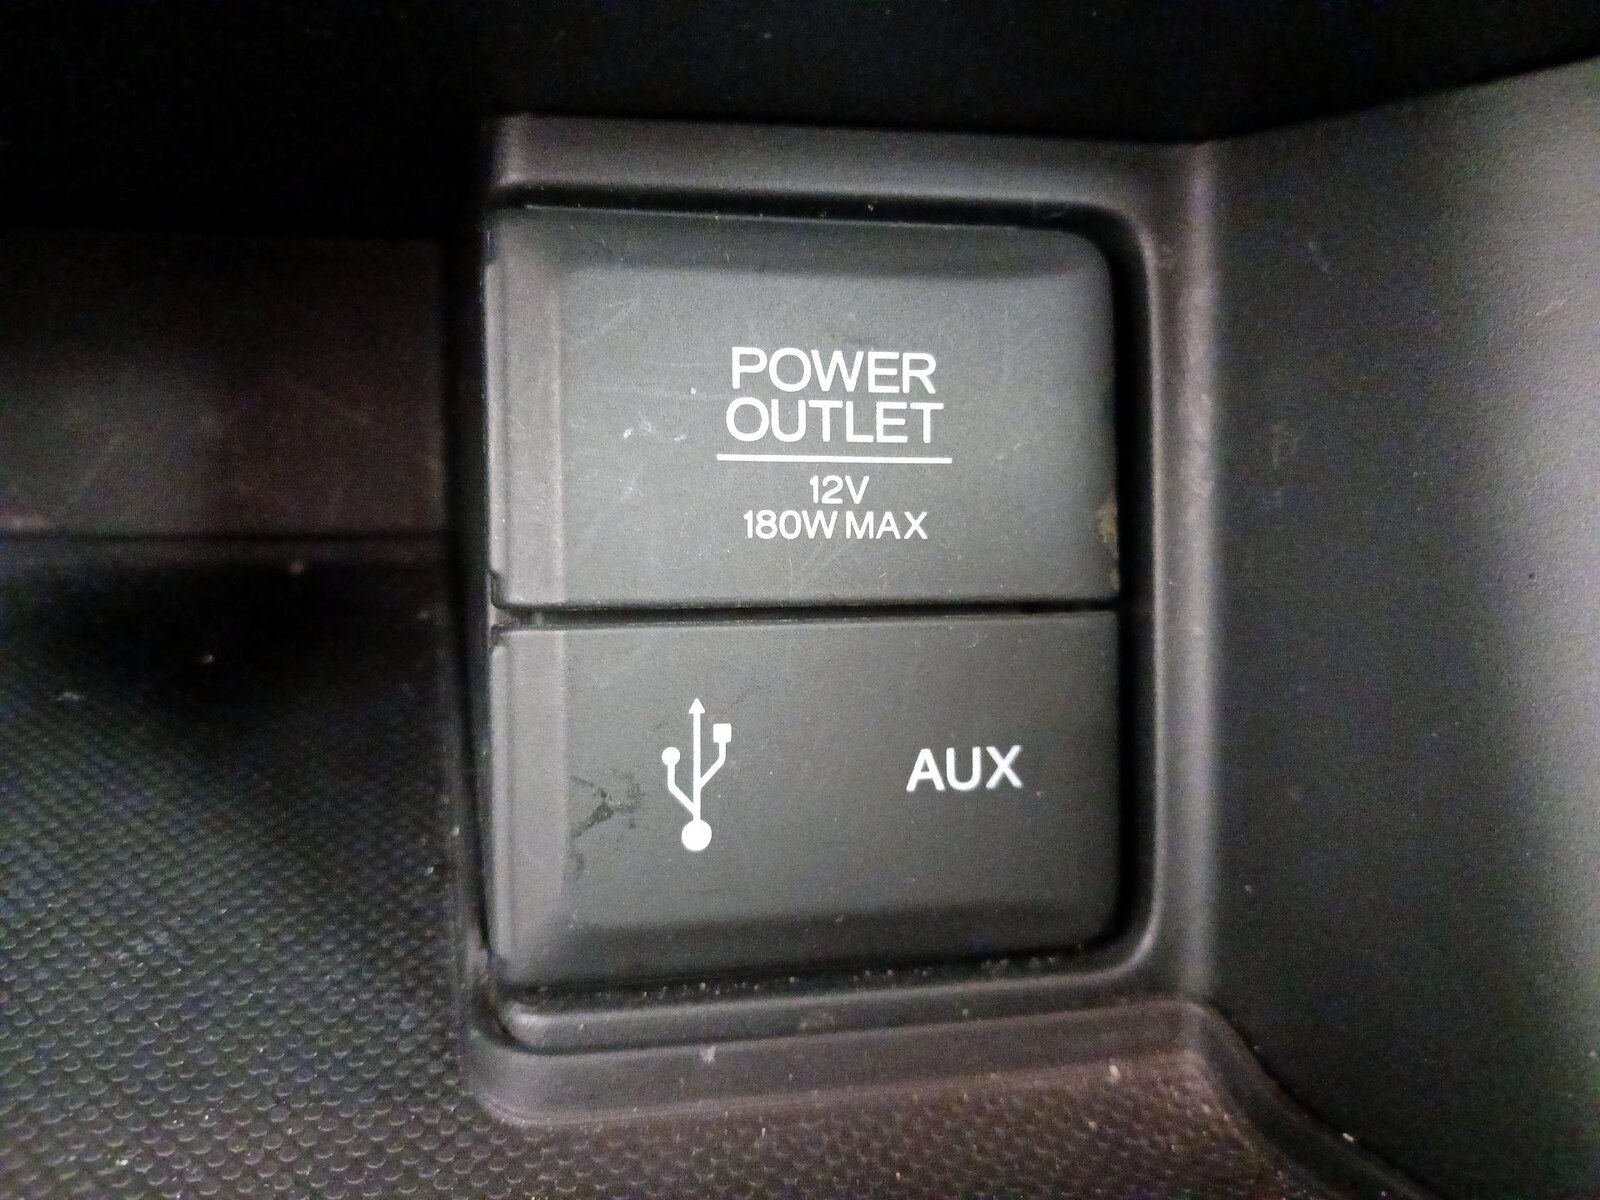 POWER
OUTLET
12V
180W MAX
AUX